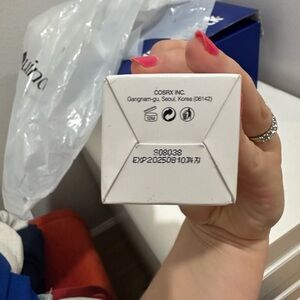 COSRX INC.
Gangnam-gu, Seoul, Korea (06142)
S08038
EXP20250810까지